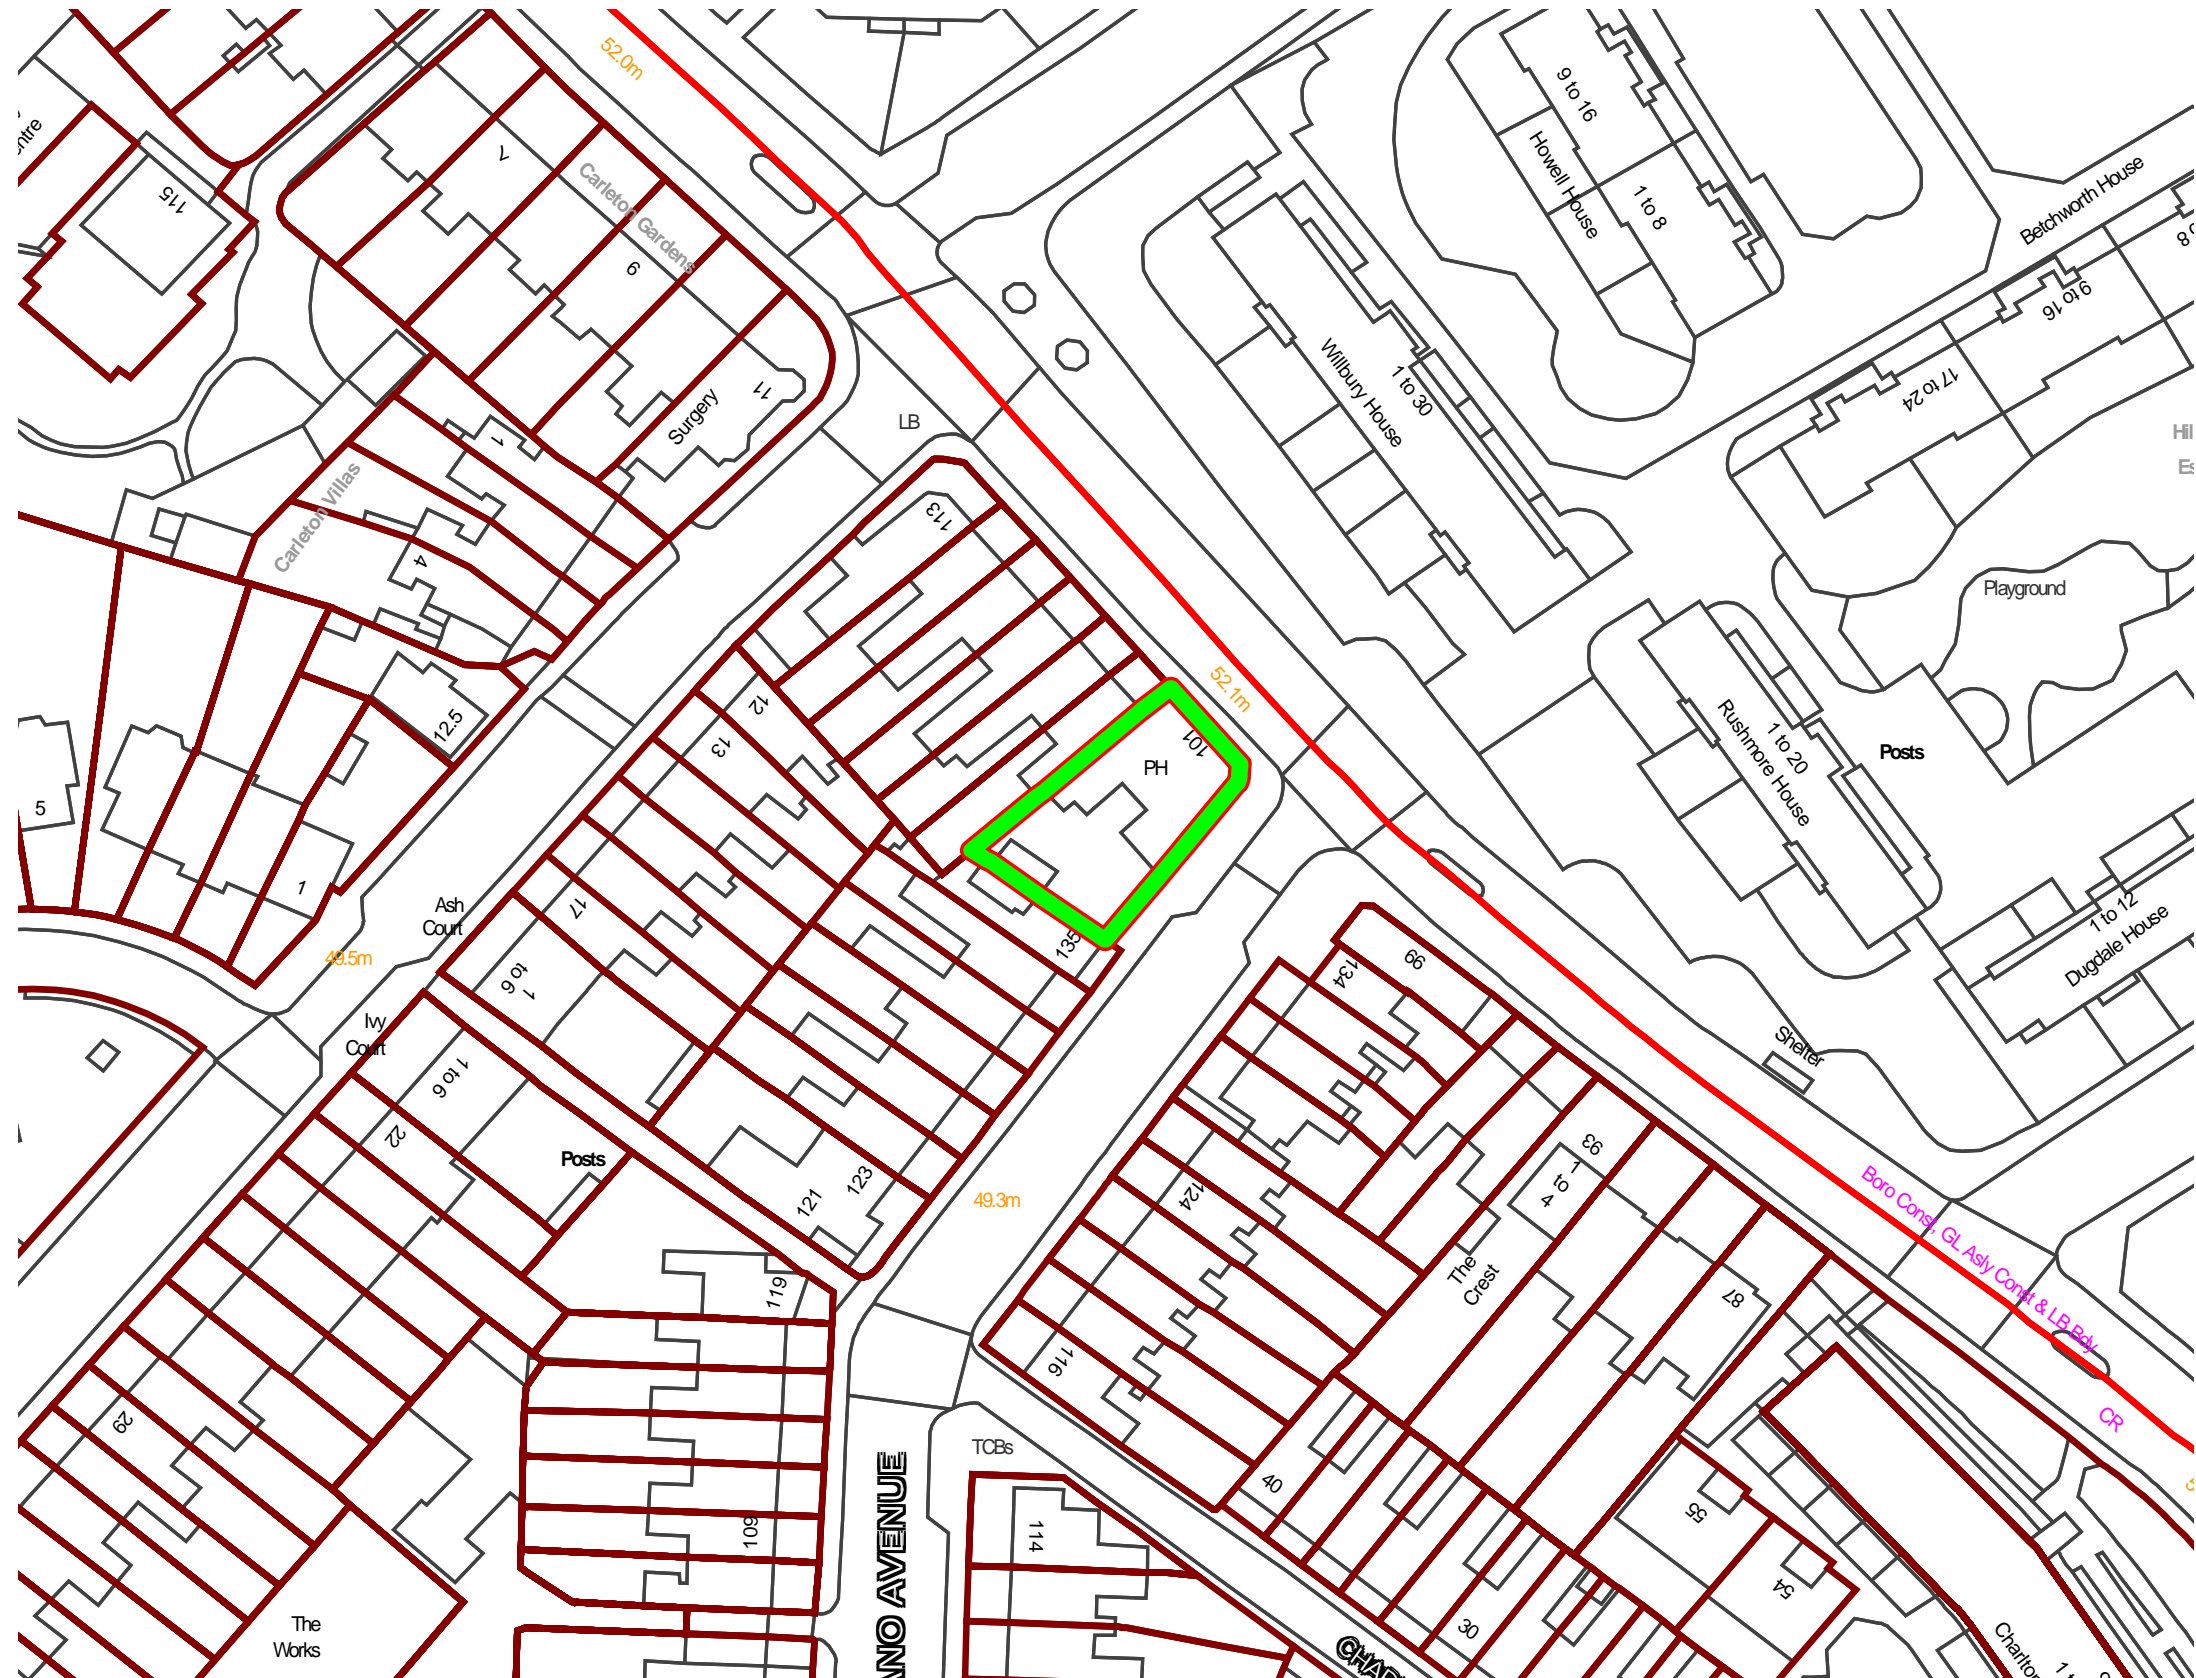 52.0m
9 to 16
Howell House
1 to 8
Betchworth House
115
7
Carleton Gardens
9
9 to 16
Willbury House
1 to 30
17 to 24
11
Surgery
LB
1
Carleton Villas
4
113
Playground
12.5
12
13
52.1m
101
PH
Rushmore House
1 to 20
Posts
5
1
Ash
Court
17
135
49.5m
1
to 6
99
134
1 to 12
Dugdale House
Ivy
Court
1 to 6
Shelter
22
Posts
121
123
49.3m
124
93
1
to
4
Boro Const, GL Asly Const & LB Bdy
The
Crest
87
119
116
29
CR
TCBs
40
109
114
55
54
30
The
Works